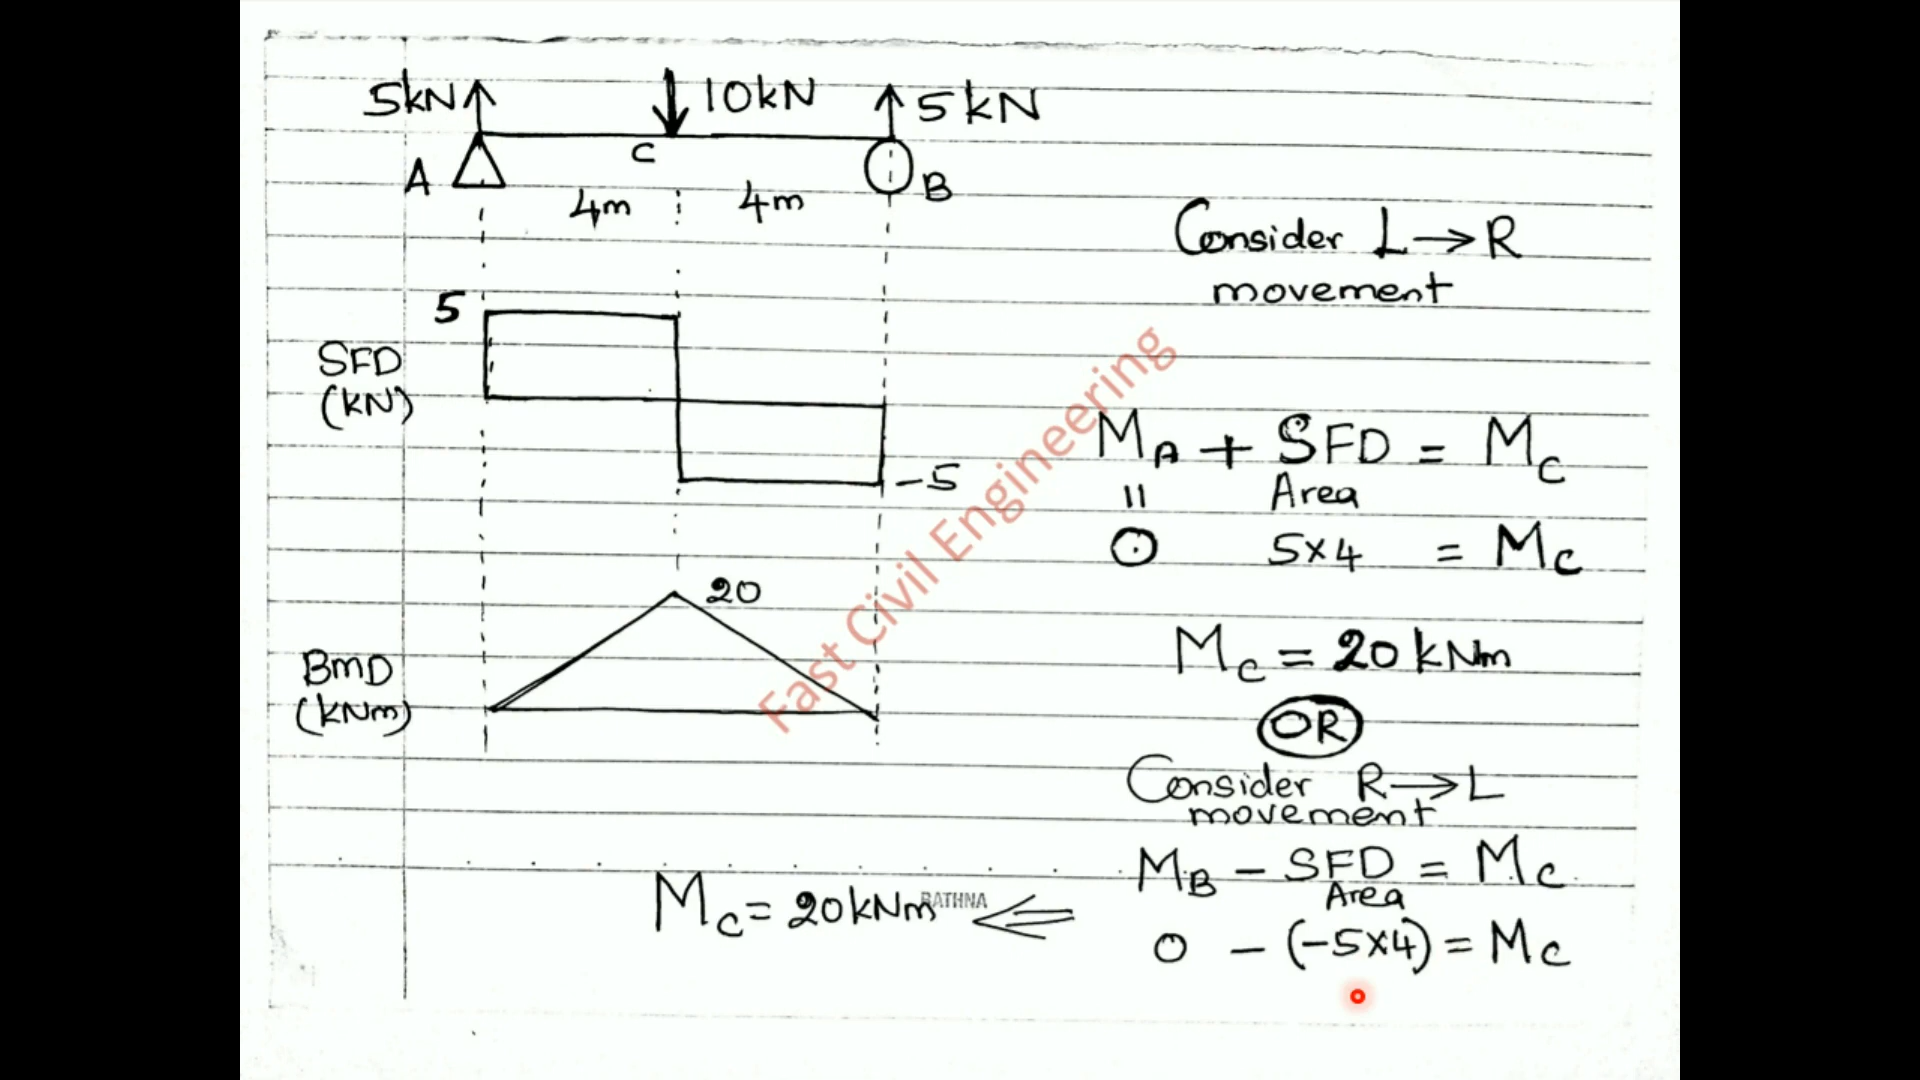 5kN 10kN 5kN
A C B
4m 4m
Consider L→R
movement
5
SFD
(kN)
-5
MA + SFD = MC
Area
॥
0 5×4 = MC
20
BMD
(kNm)
MC = 20kNm
OR
Consider R→L
movement
MB - SFD = MC
Area
0 - (-5×4) = MC
MC = 20kNm
RATHNA
Fast Civil Engineering